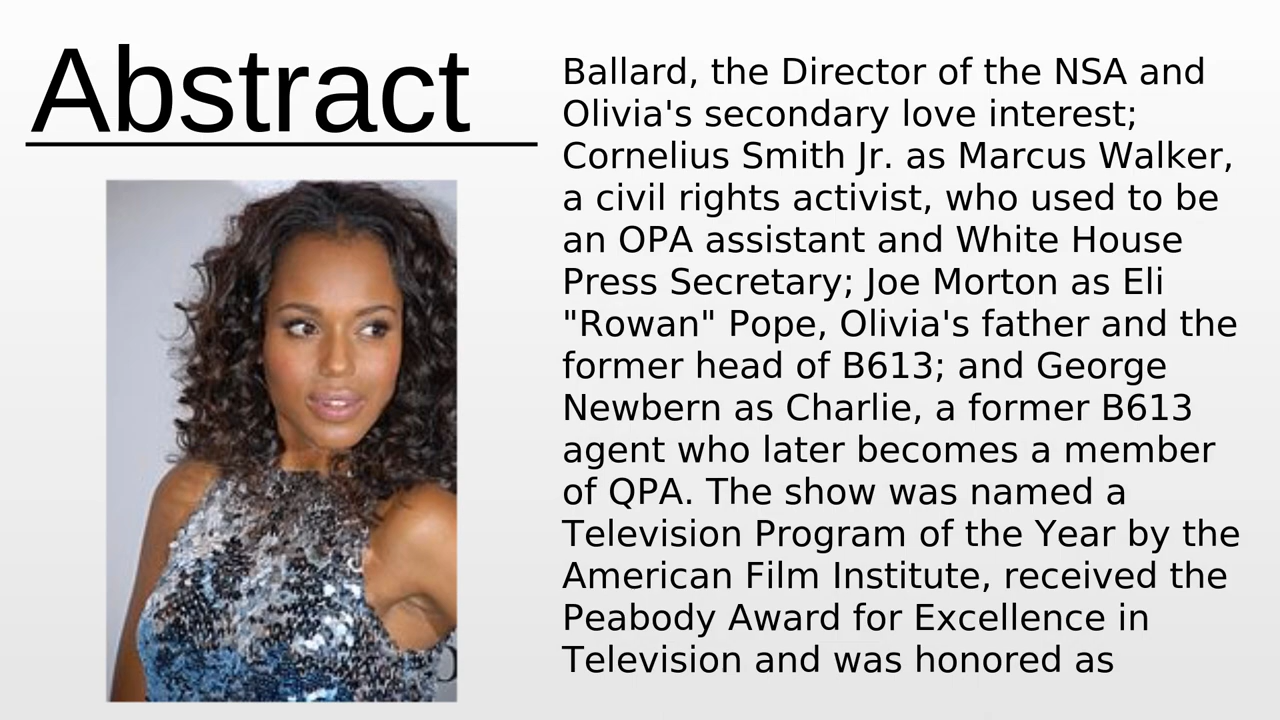 Abstract
Ballard, the Director of the NSA and
Olivia's secondary love interest;
Cornelius Smith Jr. as Marcus Walker,
a civil rights activist, who used to be
an OPA assistant and White House
Press Secretary; Joe Morton as Eli
"Rowan" Pope, Olivia's father and the
former head of B613; and George
Newbern as Charlie, a former B613
agent who later becomes a member
of QPA. The show was named a
Television Program of the Year by the
American Film Institute, received the
Peabody Award for Excellence in
Television and was honored as